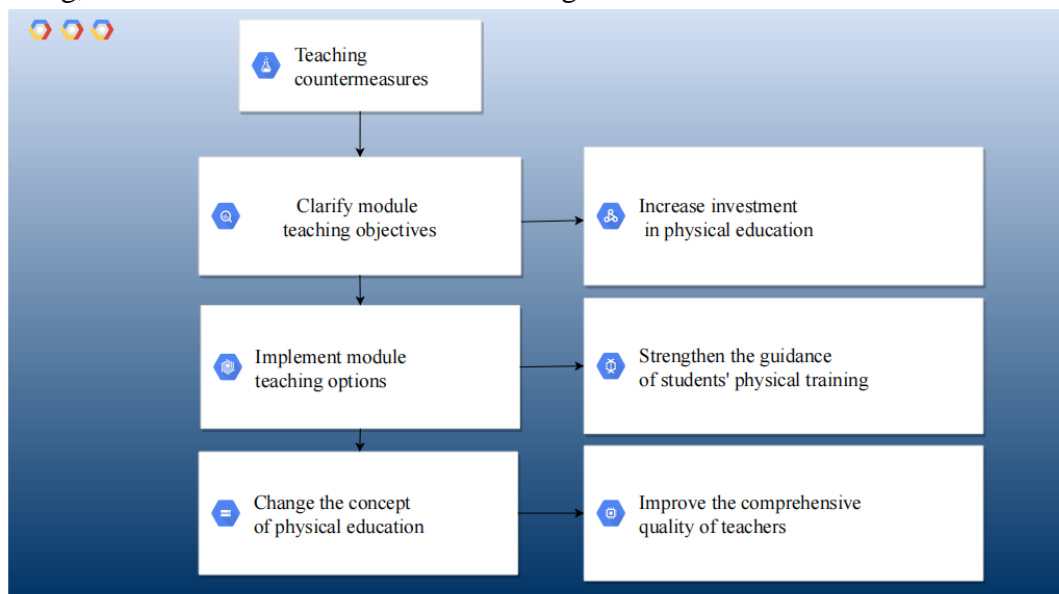 Teaching
countermeasures
Clarify module
teaching objectives
Increase investment
in physical education
Implement module
teaching options
Strengthen the guidance
of students' physical training
Change the concept
of physical education
Improve the comprehensive
quality of teachers